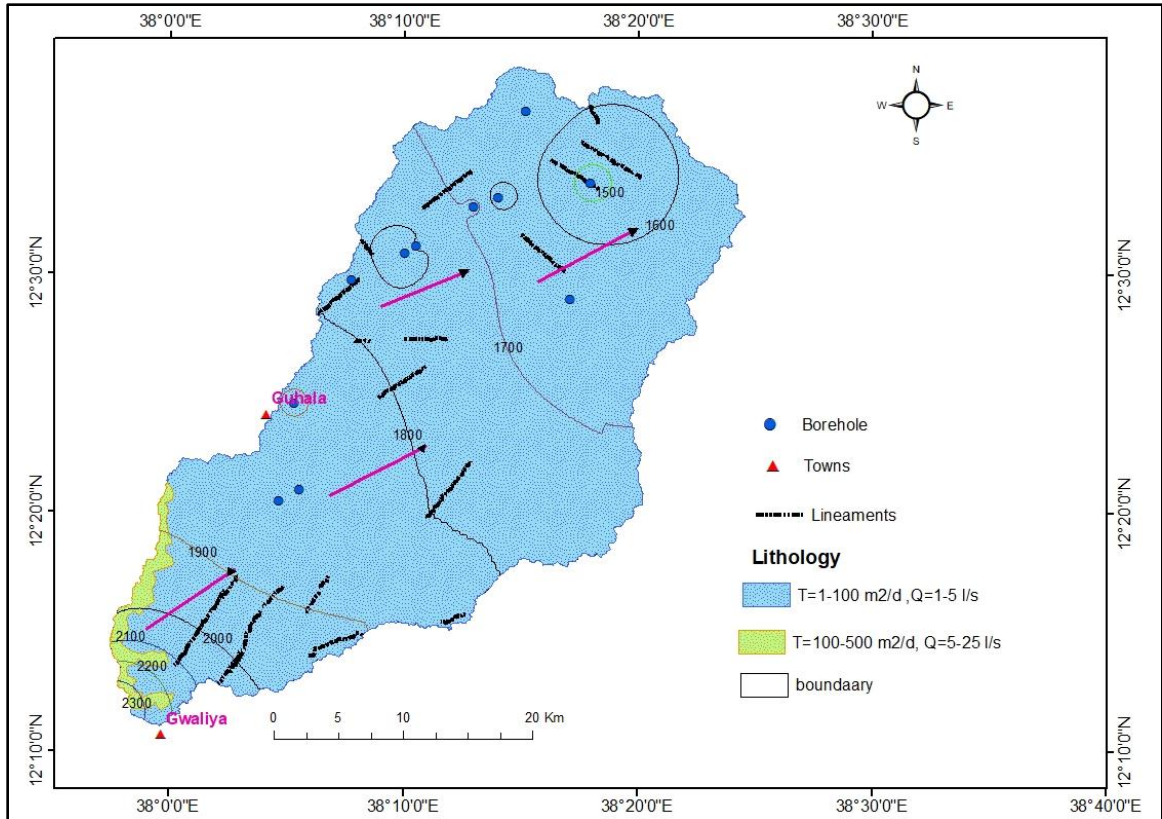 38°0'0"E 38°10'0"E 38°20'0"E 38°30'0"E 38°40'0"E
N
W E
S
12°30'0"N 12°30'0"N
12°20'0"N 12°20'0"N
12°10'0"N 12°10'0"N
1500
1600
1700
Guhala
1800
1900
2100
2000
2200
2300
Gwaliya
Borehole
Towns
Lineaments
Lithology
T=1-100 m2/d ,Q=1-5 l/s
T=100-500 m2/d, Q=5-25 l/s
boundaary
0 5 10 20 Km
38°0'0"E 38°10'0"E 38°20'0"E 38°30'0"E 38°40'0"E